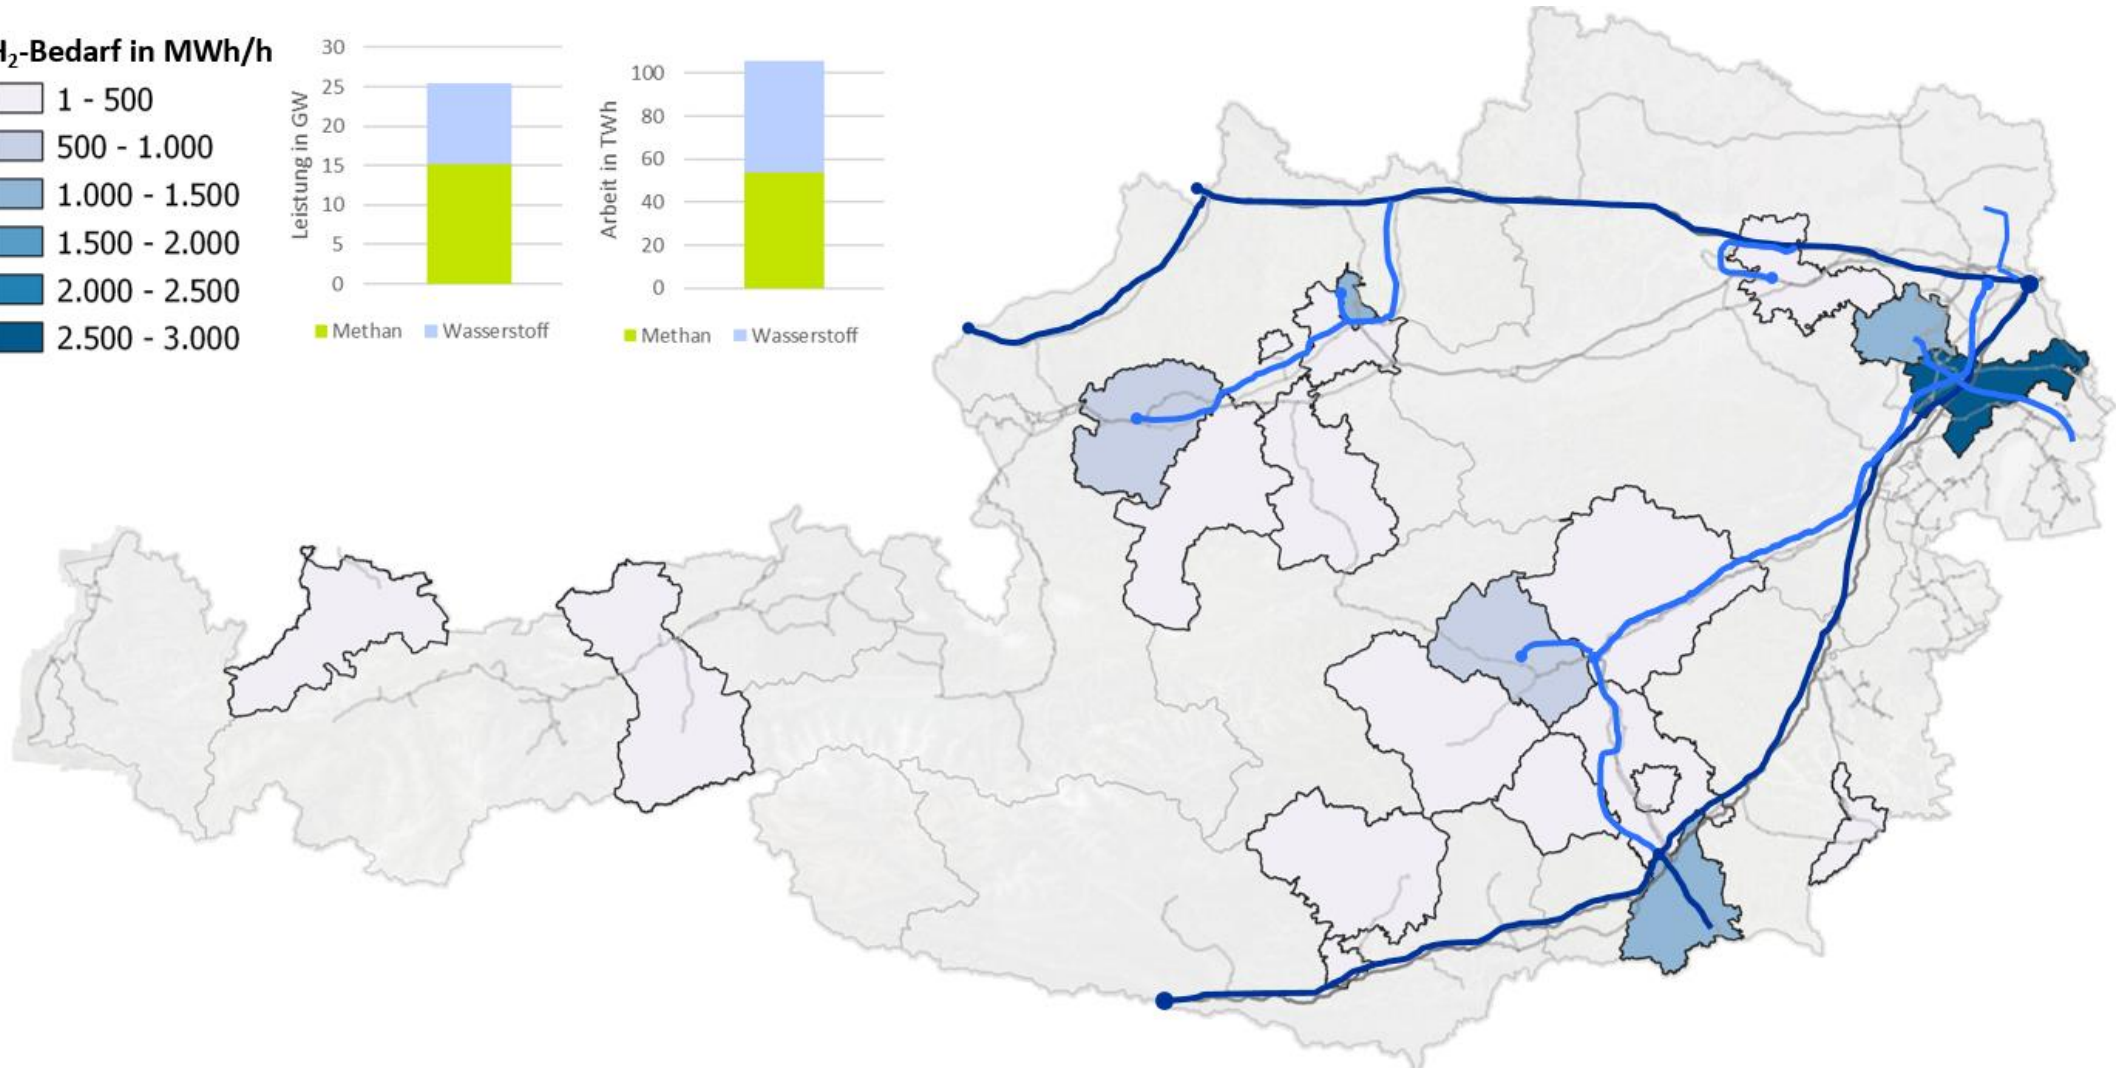 H₂-Bedarf in MWh/h
1 - 500
500 - 1.000
1.000 - 1.500
1.500 - 2.000
2.000 - 2.500
2.500 - 3.000
Leistung in GW
30
25
20
15
10
5
0
Methan Wasserstoff
Arbeit in TWh
100
80
60
40
20
0
Methan Wasserstoff